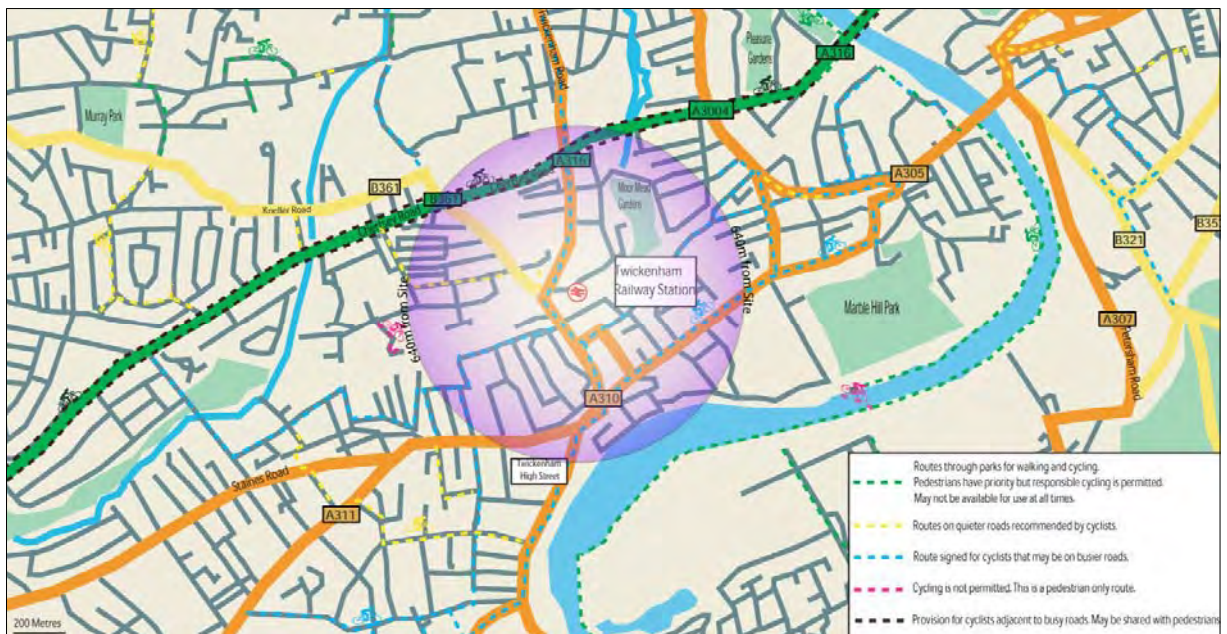 Twickenham Road
Pleasure
Gardens
A316
Murray Park
A3004
A316
B361
Kneller Road
B361
Chertsey Road
Moor Mead
Gardens
A305
Twickenham
Railway Station
640m from Site
640m from Site
Marble Hill Park
B321
A307
Petersham Road
A310
Twickenham
High Street
Staines Road
A311
200 Metres
Routes through parks for walking and cycling.
Pedestrians have priority but responsible cycling is permitted.
May not be available for use at all times.
Routes on quieter roads recommended by cyclists.
Route signed for cyclists that may be on busier roads.
Cycling is not permitted. This is a pedestrian only route.
Provision for cyclists adjacent to busy roads. May be shared with pedestrians